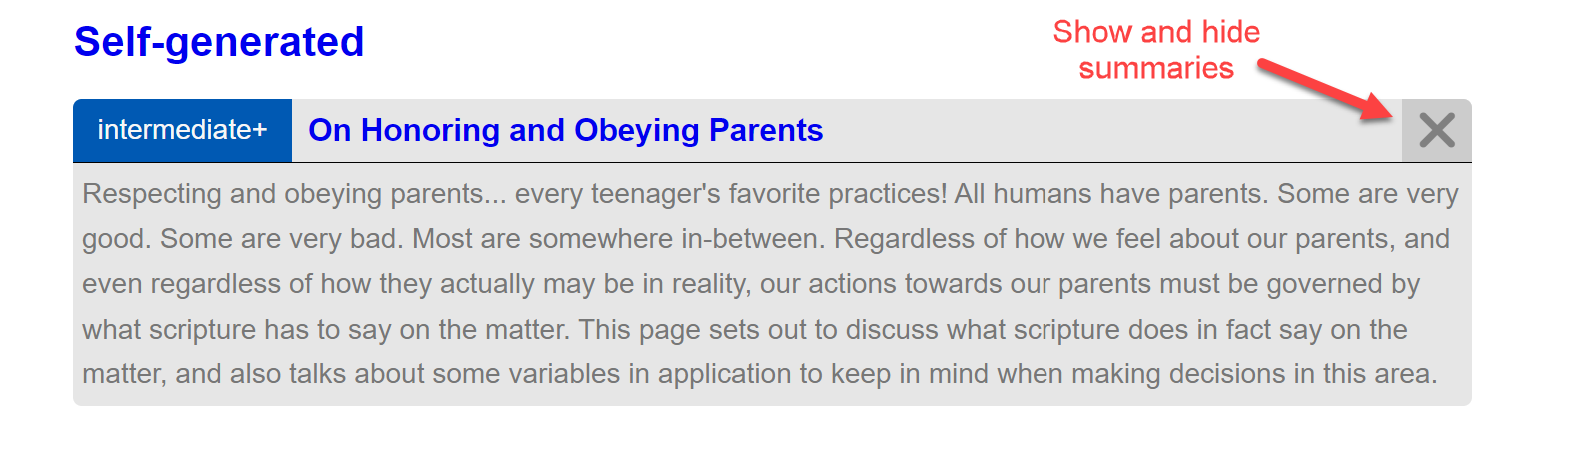 Self-generated
Show and hide
summaries
intermediate+
On Honoring and Obeying Parents
Respecting and obeying parents... every teenager's favorite practices! All humans have parents. Some are very
good. Some are very bad. Most are somewhere in-between. Regardless of how we feel about our parents, and
even regardless of how they actually may be in reality, our actions towards our parents must be governed by
what scripture has to say on the matter. This page sets out to discuss what scripture does in fact say on the
matter, and also talks about some variables in application to keep in mind when making decisions in this area.